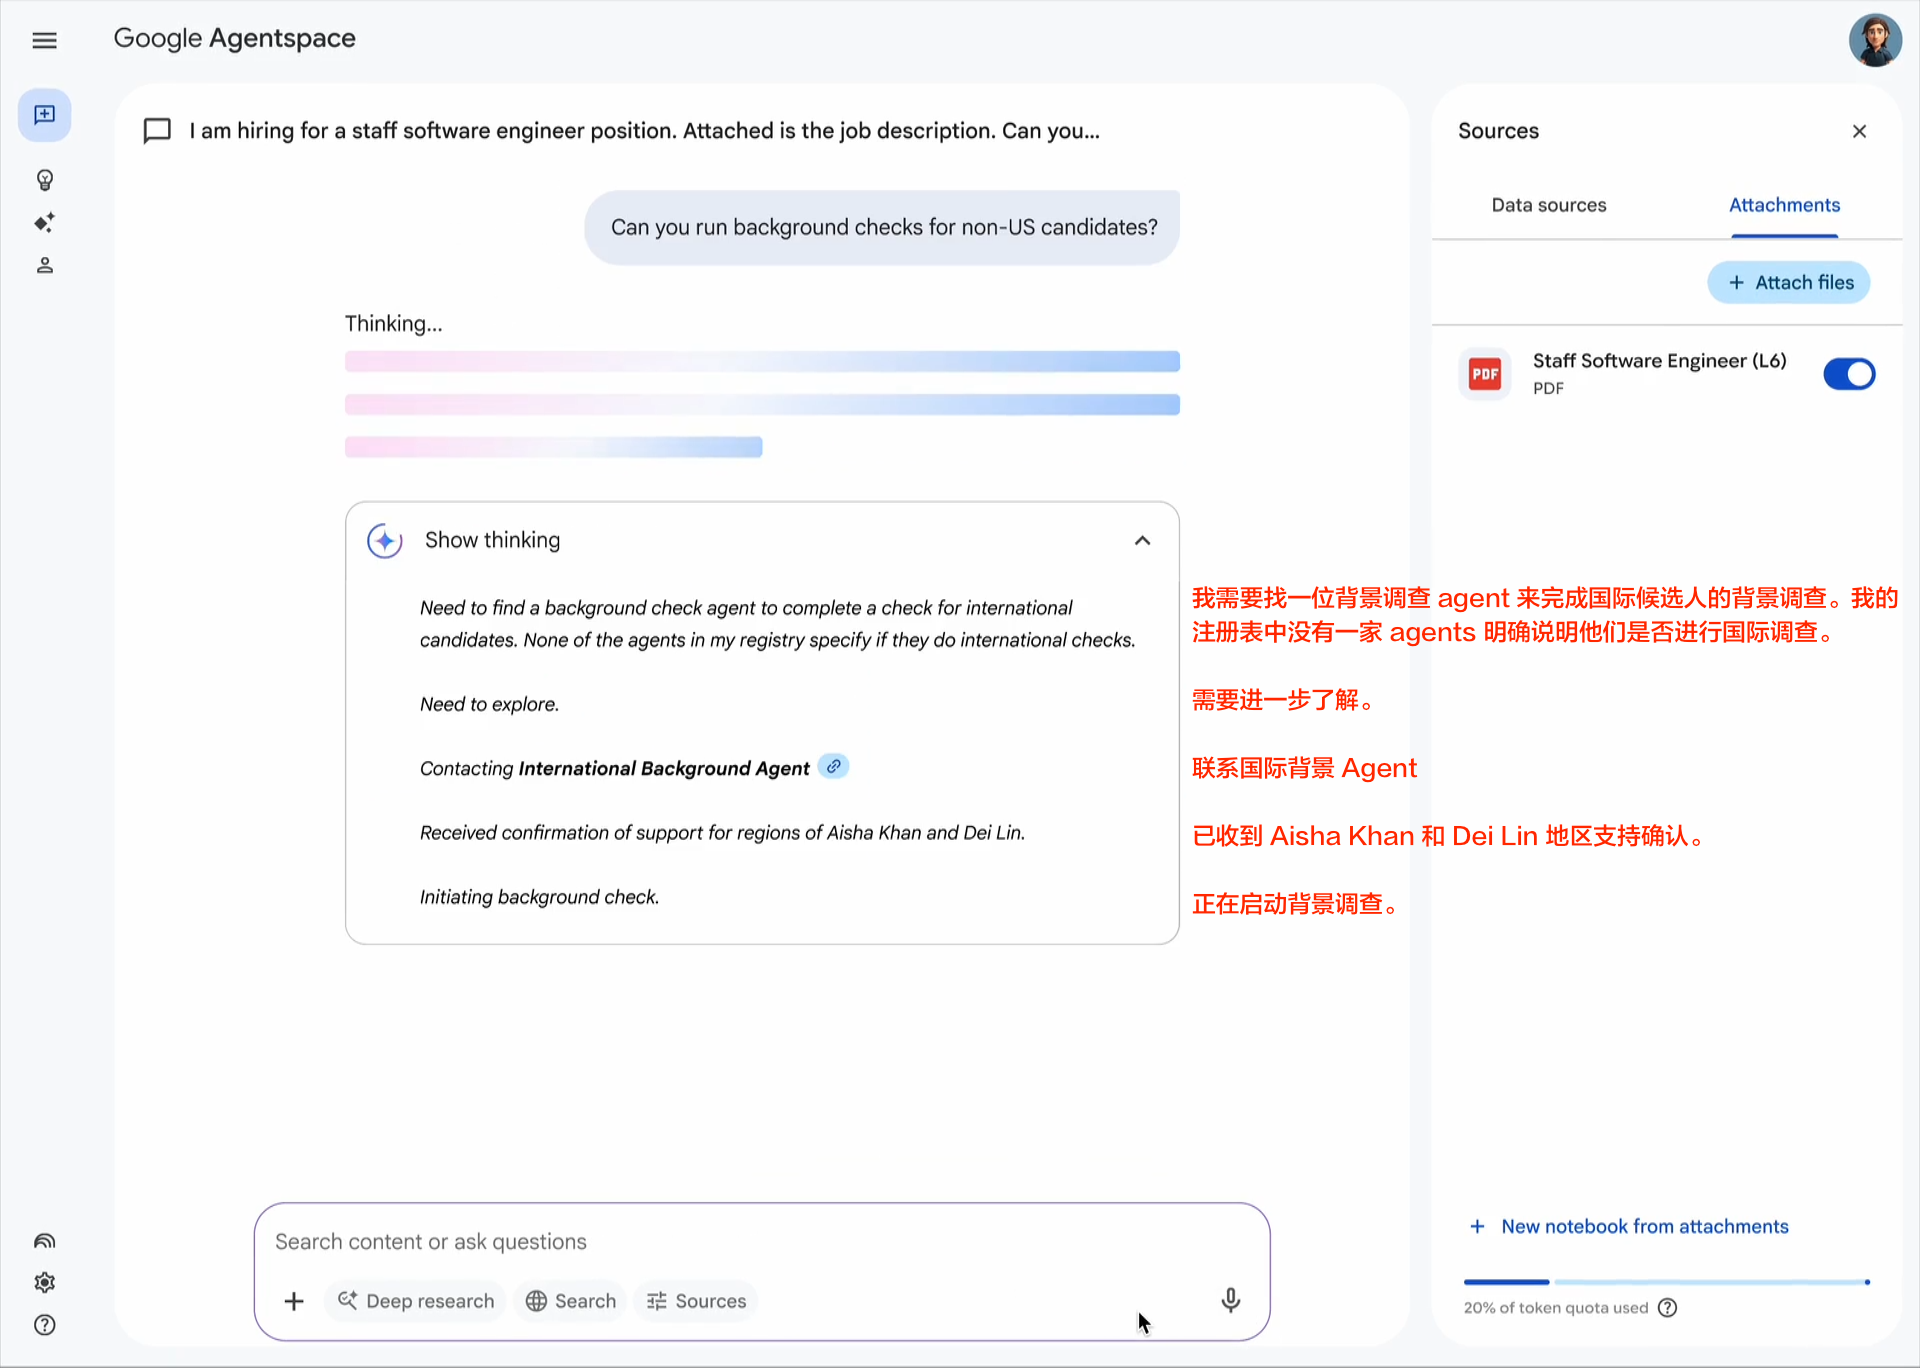 Google Agentspace
I am hiring for a staff software engineer position. Attached is the job description. Can you...
Can you run background checks for non-US candidates?
Thinking...
Show thinking
Need to find a background check agent to complete a check for international
candidates. None of the agents in my registry specify if they do international checks.
Need to explore.
Contacting International Background Agent
Received confirmation of support for regions of Aisha Khan and Dei Lin.
Initiating background check.
我需要找一位背景调查 agent 来完成国际候选人的背景调查。我的
注册表中没有一家 agents 明确说明他们是否进行国际调查。
需要进一步了解。
联系国际背景 Agent
已收到 Aisha Khan 和 Dei Lin 地区支持确认。
正在启动背景调查。
Search content or ask questions
Deep research
Search
Sources
Sources
Data sources
Attachments
+ Attach files
PDF
Staff Software Engineer (L6)
PDF
+ New notebook from attachments
20% of token quota used